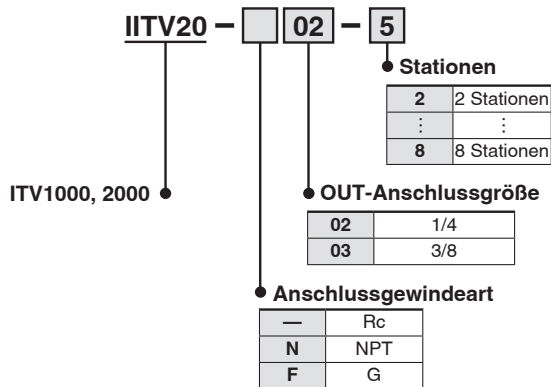 IITV20 – 02 – 5
Stationen
2 2 Stationen
⋮ ⋮
8 8 Stationen
ITV1000, 2000
OUT-Anschlussgröße
02 1/4
03 3/8
Anschlussgewindeart
— Rc
N NPT
F G